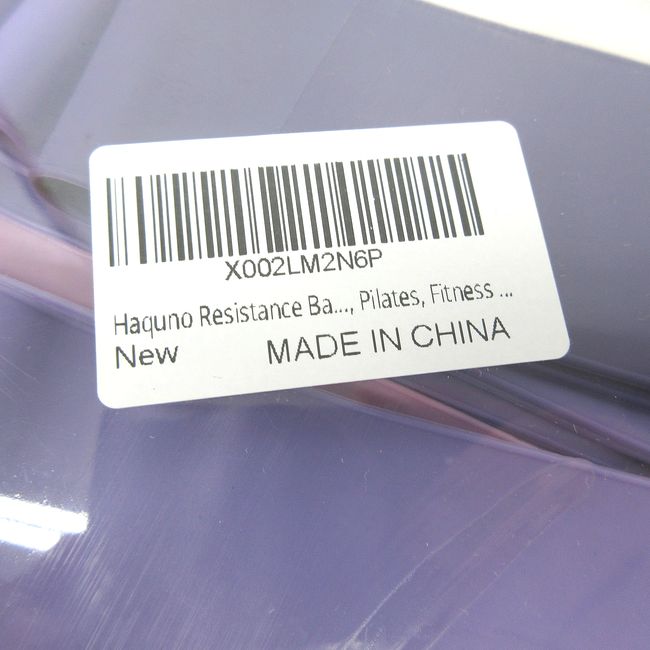 X002LM2N6P
Haquno Resistance Ba..., Pilates, Fitness ...
New MADE IN CHINA